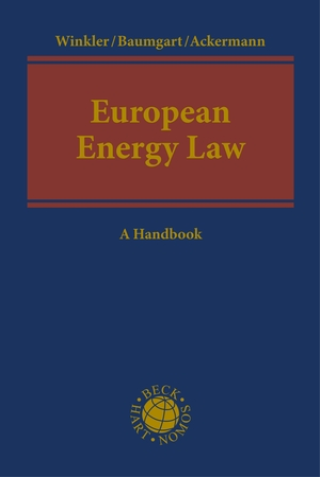 Winkler/Baumgart/Ackermann
European
Energy Law
A Handbook
BECK
HART
NOMOS